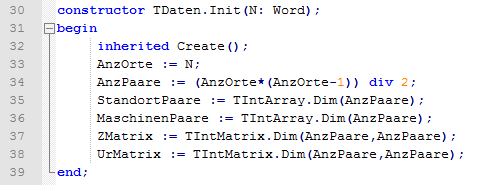 30 constructor TDaten.Init(N: Word);
31 begin
32 inherited Create();
33 AnzOrte := N;
34 AnzPaare := (AnzOrte*(AnzOrte-1)) div 2;
35 StandortPaare := TIntArray.Dim(AnzPaare);
36 MaschinenPaare := TIntArray.Dim(AnzPaare);
37 ZMatrix := TIntMatrix.Dim(AnzPaare,AnzPaare);
38 UrMatrix := TIntMatrix.Dim(AnzPaare,AnzPaare);
39 end;